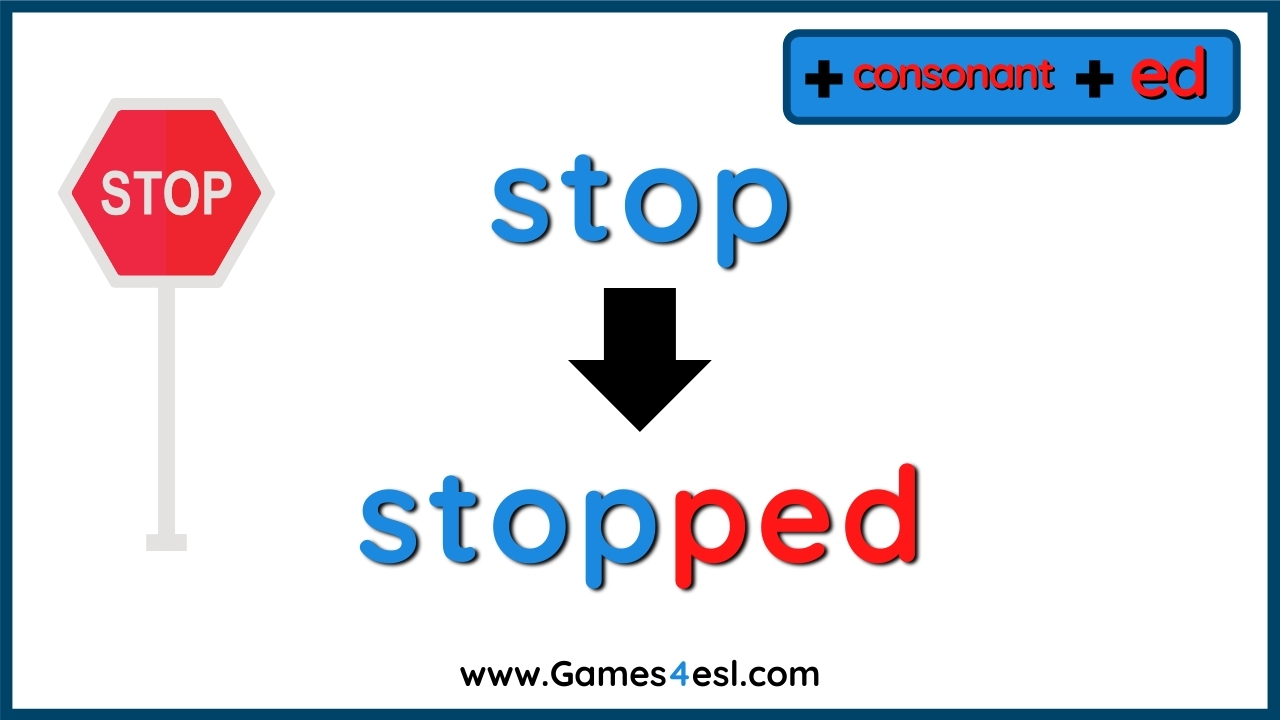 + consonant + ed
STOP
stop
stopped
www.Games4esl.com